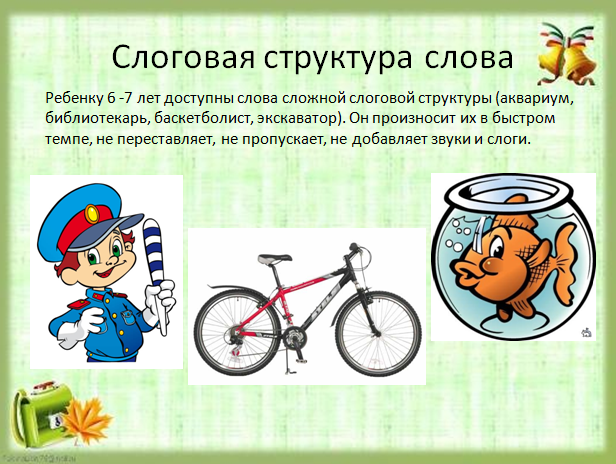 Слоговая структура слова
Ребенку 6 -7 лет доступны слова сложной слоговой структуры (аквариум,
библиотекарь, баскетболист, экскаватор). Он произносит их в быстром
темпе, не переставляет, не пропускает, не добавляет звуки и слоги.